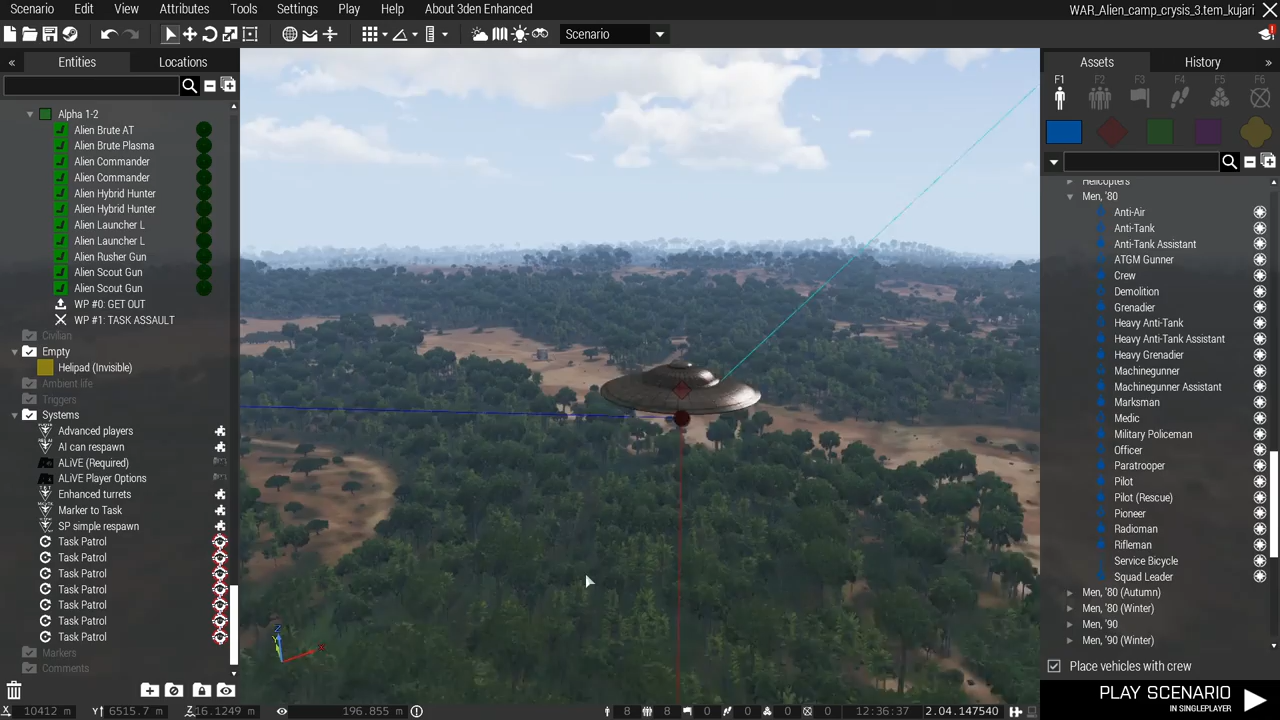 Scenario Edit View Attributes Tools Settings Play Help About 3den Enhanced WAR_Alien_camp_crysis_3.tem_kujari
Scenario
Entities Locations
Alpha 1-2
Alien Brute AT
Alien Brute Plasma
Alien Commander
Alien Commander
Alien Hybrid Hunter
Alien Hybrid Hunter
Alien Launcher L
Alien Launcher L
Alien Rusher Gun
Alien Scout Gun
Alien Scout Gun
WP #0: GET OUT
WP #1: TASK ASSAULT
Civilian
Empty
Helipad (Invisible)
Ambient life
Triggers
Systems
Advanced players
AI can respawn
ALiVE (Required)
ALiVE Player Options
Enhanced turrets
Marker to Task
SP simple respawn
Task Patrol
Task Patrol
Task Patrol
Task Patrol
Task Patrol
Task Patrol
Task Patrol
Markers
Comments
Assets History
F1 F2 F3 F4 F5 F6
Helicopters
Men, '80
Anti-Air
Anti-Tank
Anti-Tank Assistant
ATGM Gunner
Crew
Demolition
Grenadier
Heavy Anti-Tank
Heavy Anti-Tank Assistant
Heavy Grenadier
Machinegunner
Machinegunner Assistant
Marksman
Medic
Military Policeman
Officer
Paratrooper
Pilot
Pilot (Rescue)
Pioneer
Radioman
Rifleman
Service Bicycle
Squad Leader
Men, '80 (Autumn)
Men, '80 (Winter)
Men, '90
Men, '90 (Winter)
Place vehicles with crew
PLAY SCENARIO
IN SINGLEPLAYER
X 10412 m Y 6515.7 m Z 16.1249 m 196.855 m 8 8 0 0 0 0 12:36:37 2.04.147540